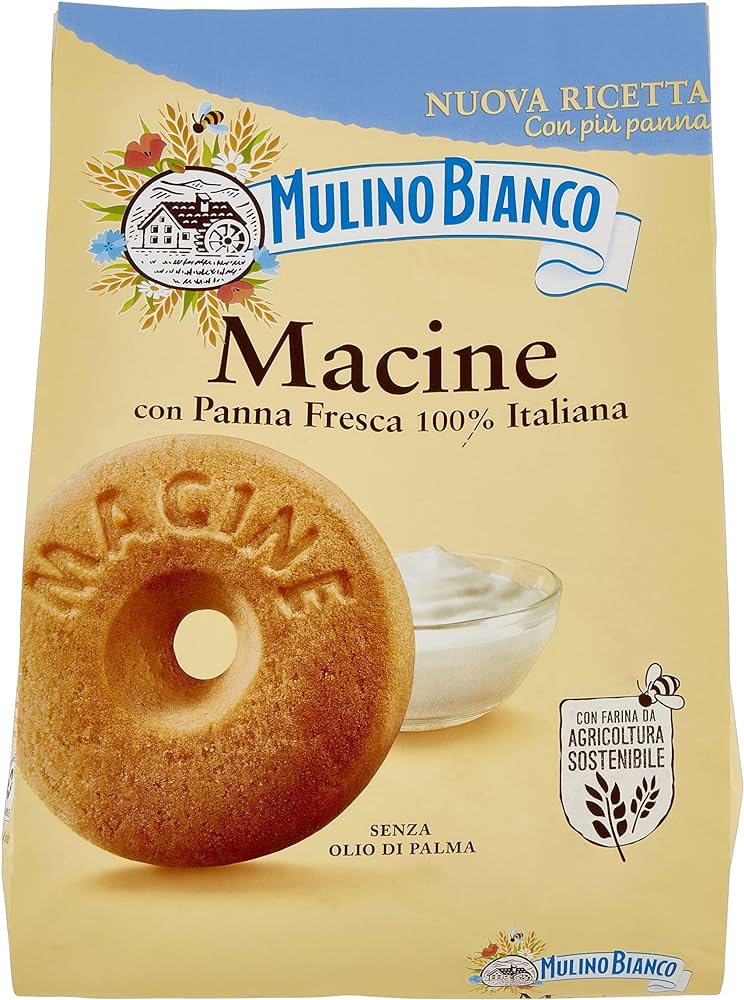 NUOVA RICETTA
Con più panna
MULINO BIANCO
Macine
con Panna Fresca 100% Italiana
MACINE
CON FARINA DA
AGRICOLTURA
SOSTENIBILE
SENZA
OLIO DI PALMA
MULINO BIANCO